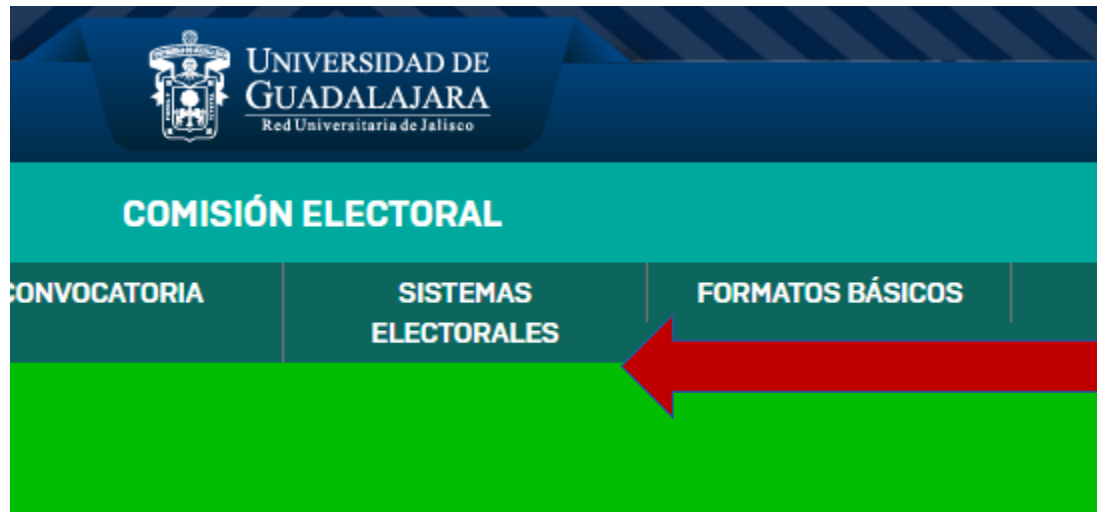 UNIVERSIDAD DE
GUADALAJARA
Red Universitaria de Jalisco
COMISIÓN ELECTORAL
CONVOCATORIA
SISTEMAS
ELECTORALES
FORMATOS BÁSICOS